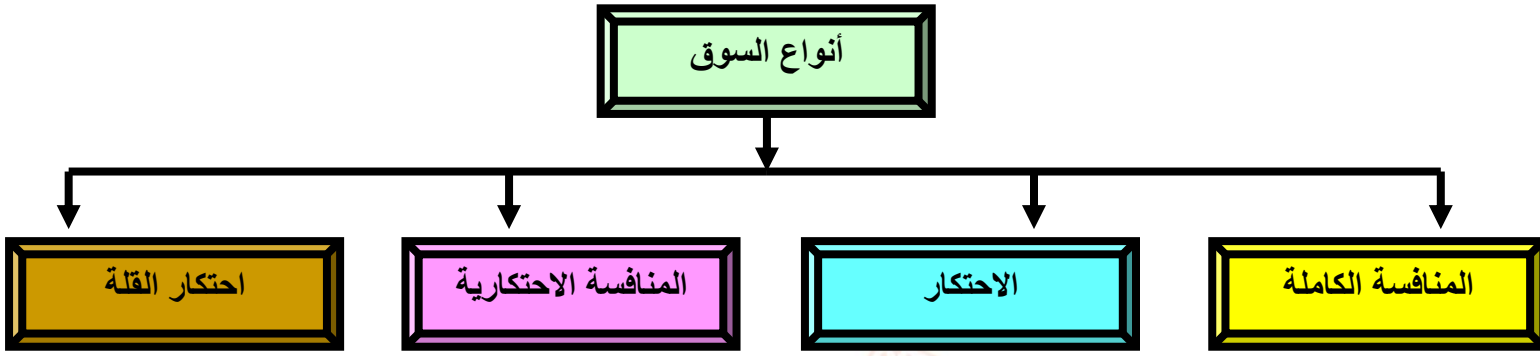 أنواع السوق
المنافسة الكاملة
الاحتكار
المنافسة الاحتكارية
احتكار القلة